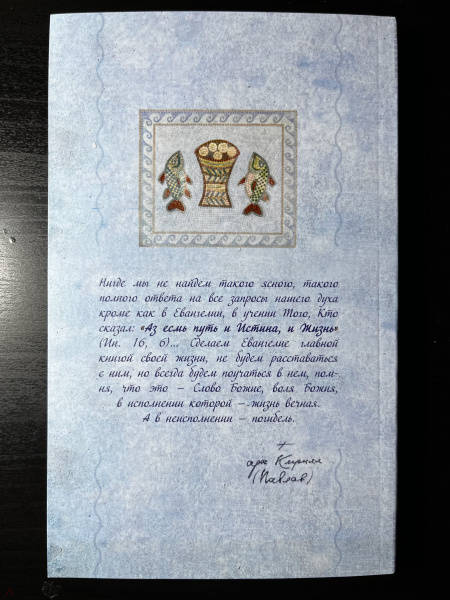 Нигде мы не найдем такого ясного, такого
полного ответа на все запросы нашего духа
кроме как в Евангелии, в учении Того, Кто
сказал: «Аз есмь путь и Истина, и Жизнь»
(Ин. 16, 6)... Сделаем Евангелие главной
книгой своей жизни, не будем расставаться
с ним, но всегда будем поучаться в нем, пом-
ня, что это – Слово Божие, воля Божия,
в исполнении которой – жизнь вечная.
А в неисполнении – погибель.
+
арх Кирилл
(Павлов)